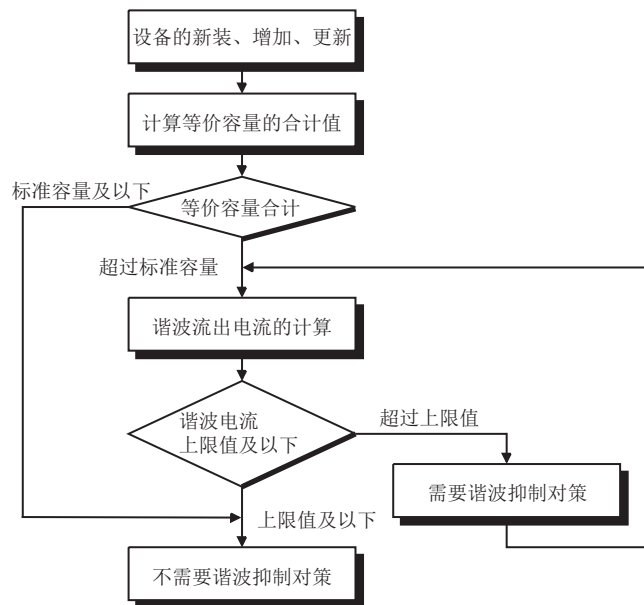 设备的新装、增加、更新
计算等价容量的合计值
标准容量及以下
等价容量合计
超过标准容量
谐波流出电流的计算
谐波电流
上限值及以下
超过上限值
需要谐波抑制对策
上限值及以下
不需要谐波抑制对策